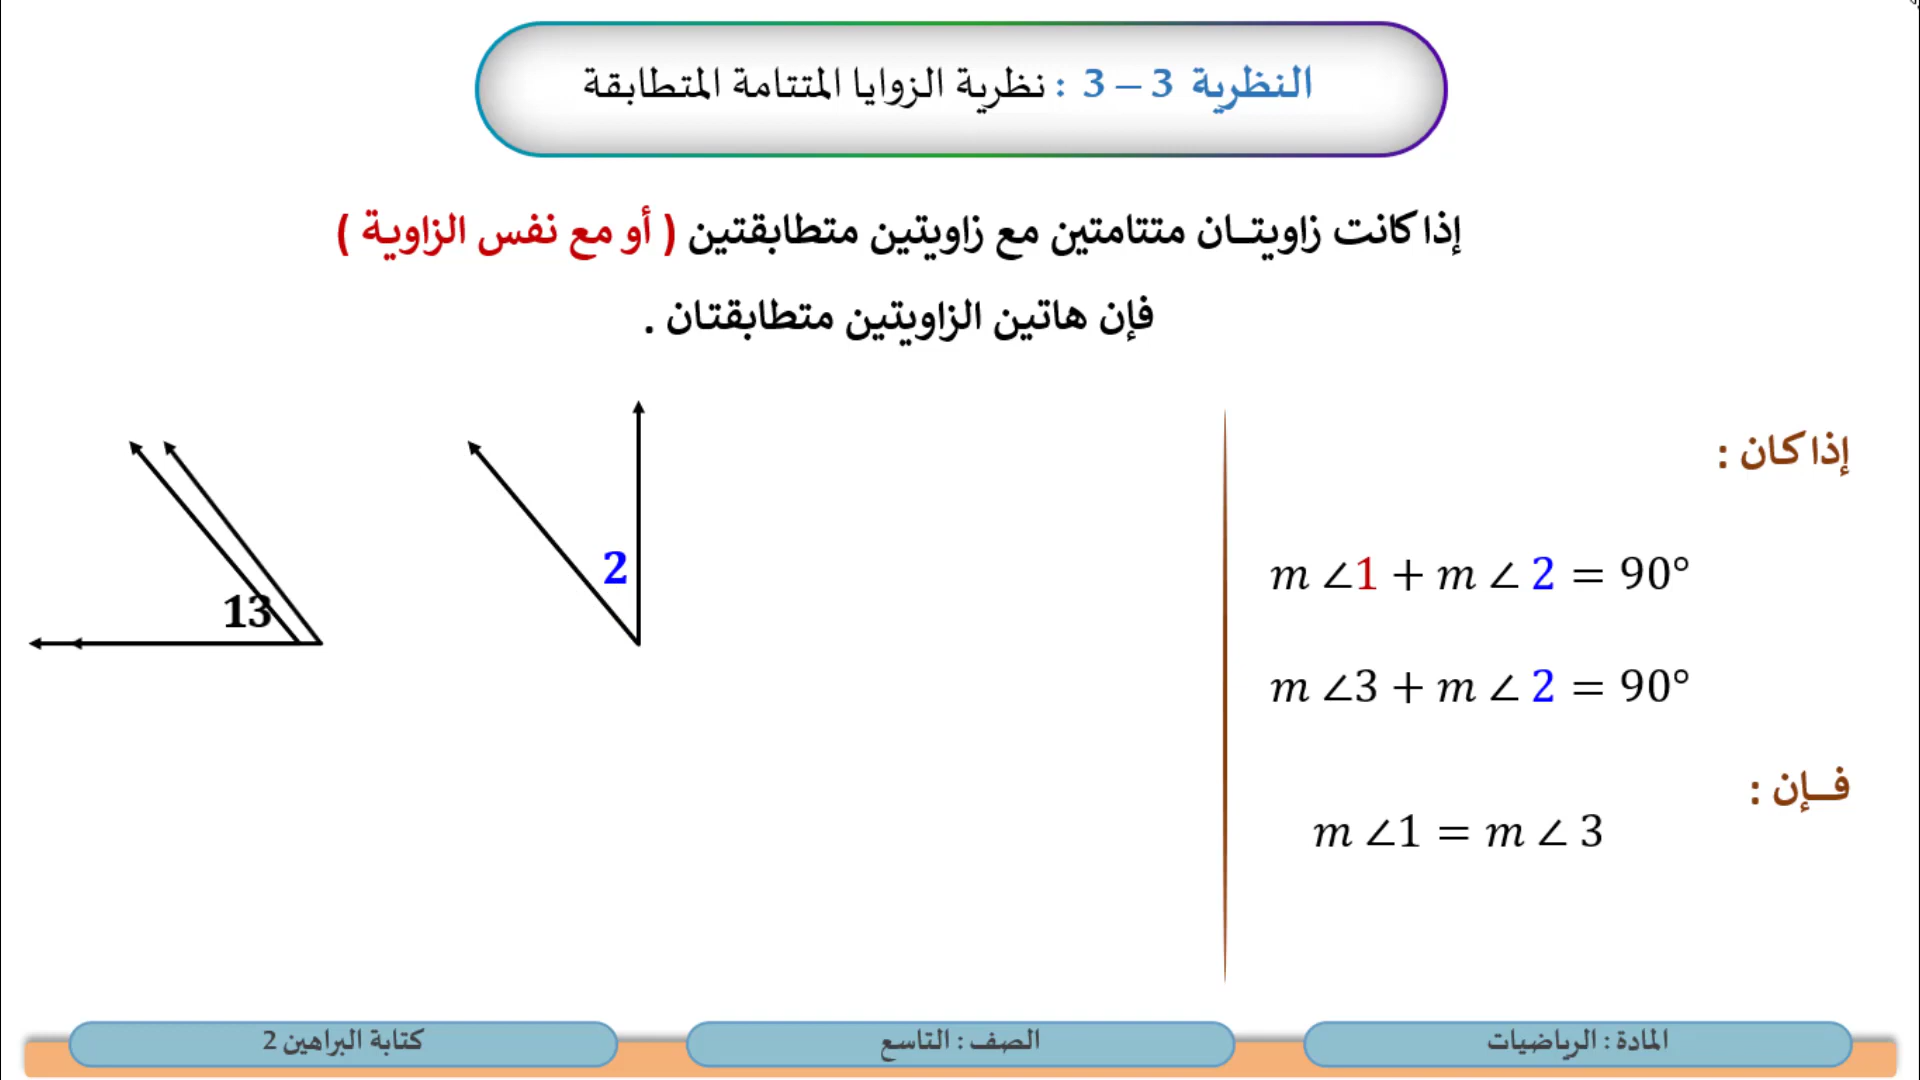 النظرية 3 – 3 : نظرية الزوايا المتتامة المتطابقة
إذا كانت زاويتـان متتامتين مع زاويتين متطابقتين ( أو مع نفس الزاوية )
فإن هاتين الزاويتين متطابقتان .
إذا كان :
m ∠1 + m ∠ 2 = 90°
m ∠3 + m ∠ 2 = 90°
فـإن :
m ∠1 = m ∠ 3
2
13
المادة : الرياضيات
الصف : التاسع
كتابة البراهين 2